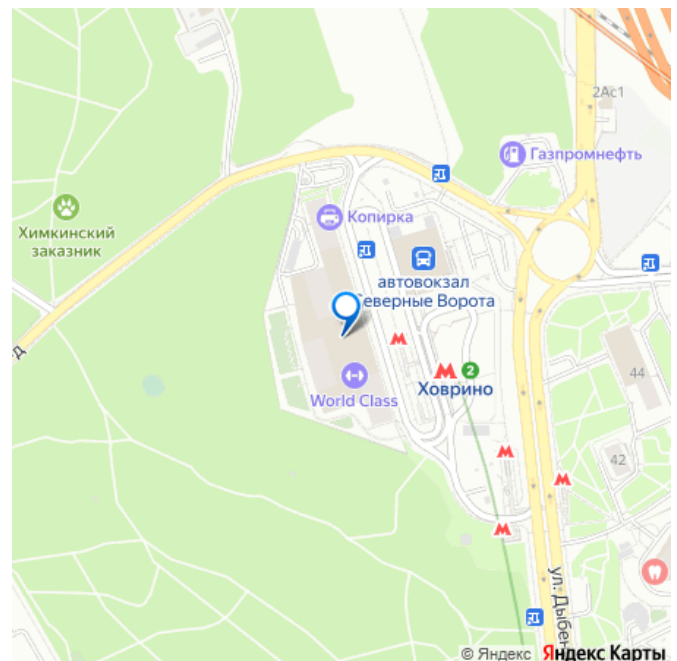 2Ас1
Газпромнефть
Копирка
Химкинский
заказник
автовокзал
Северные Ворота
World Class
2
Ховрино
44
42
ул. Дыбен
© Яндекс Яндекс Карты